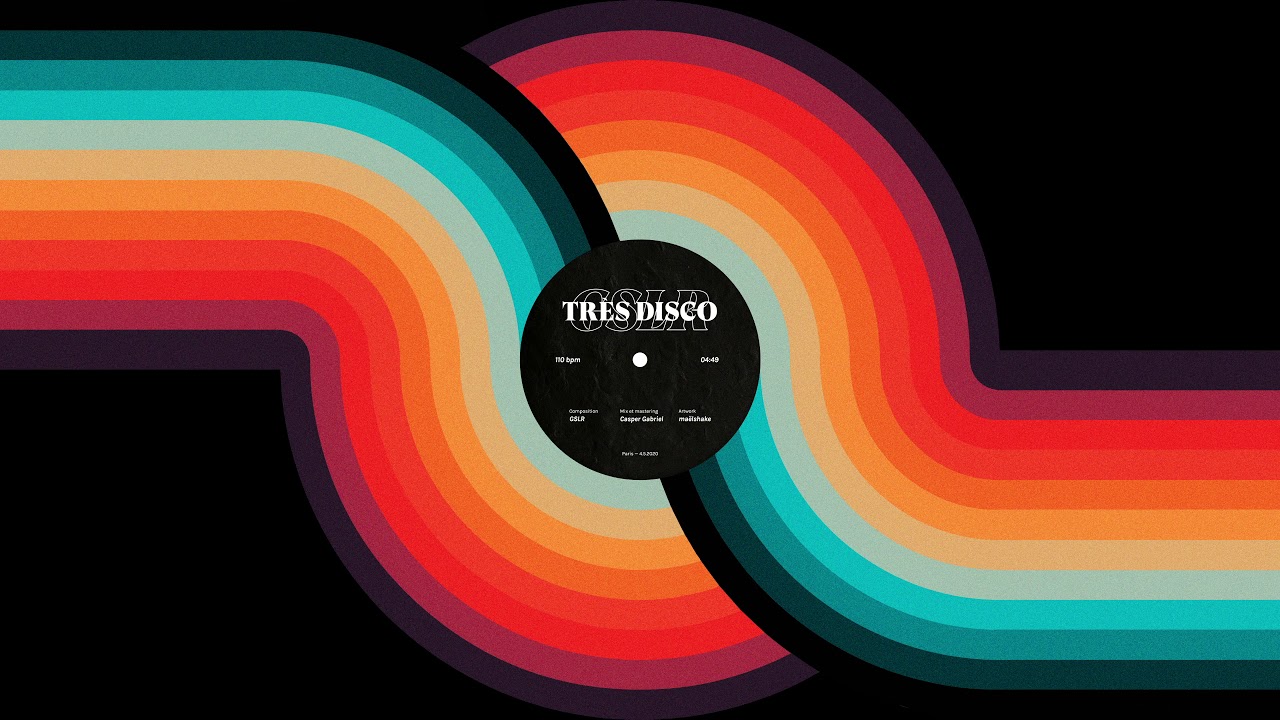 GSLR
TRÈS DISCO
110 bpm 04:49
Composition Mix et mastering Artwork
GSLR Casper Gabriel maëlshake
Paris — 4.5.2020